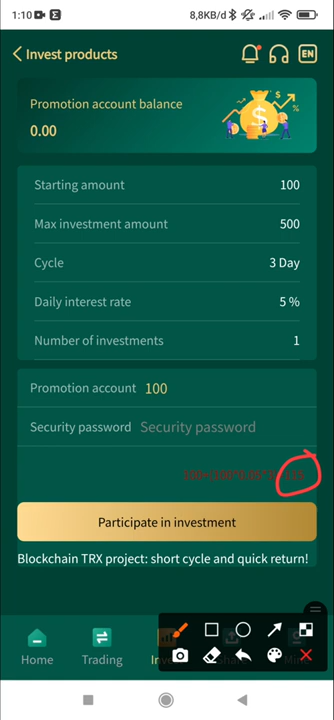 1:10 8,8KB/d
Invest products
EN
Promotion account balance
0.00
Starting amount 100
Max investment amount 500
Cycle 3 Day
Daily interest rate 5 %
Number of investments 1
Promotion account 100
Security password Security password
Participate in investment
Blockchain TRX project: short cycle and quick return!
Home Trading